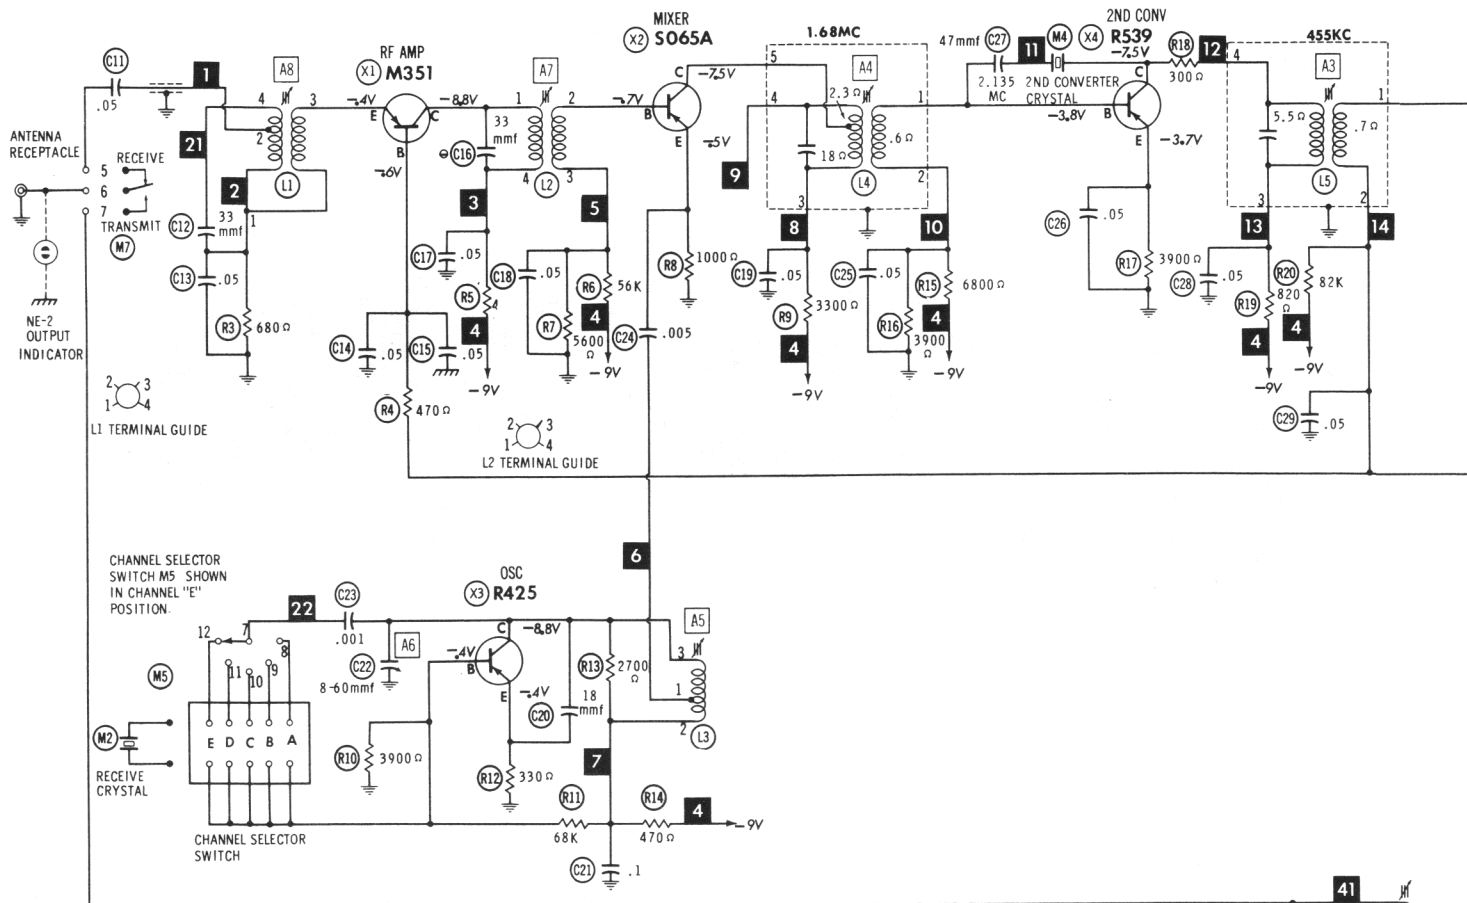 MIXER
X2 S065A
1.68MC
2ND CONV
X4 R539
-7.5V
47mmf C27 11 M4
R18 12
300Ω
455KC
C11
.05
1
A8
RF AMP
X1 M351
A7
-7.5V
5
A4
2.135 MC
2ND CONVERTER CRYSTAL
4
A3
4
3
-.4V
-8.8V
1
2
-.7V
C
B
E
4
2.3Ω
1
-3.8V
C
B
E
5.5Ω
1
ANTENNA RECEPTACLE
2
E
C
B
33 mmf
C16
-.5V
18Ω
.6Ω
-3.7V
.7Ω
5
6
7
RECEIVE
TRANSMIT
M7
21
2
1
L1
-.6V
4
L2
3
9
3
L4
2
3
L5
2
C12
33 mmf
3
5
8
10
C26
.05
13
14
C13
.05
C17
.05
C18
.05
R6
56K
R8
1000Ω
C19
.05
C25
.05
R15
6800Ω
R17
3900Ω
C28
.05
R20
82K
NE-2 OUTPUT INDICATOR
R3
680Ω
R5
4
4
R7
5600 Ω
4
C24
.005
R9
3300Ω
R16
3900 Ω
4
R19
820 Ω
4
C14
.05
C15
.05
-9V
-9V
4
-9V
-9V
4
-9V
-9V
2
3
1
4
L1 TERMINAL GUIDE
R4
470Ω
2
3
1
4
L2 TERMINAL GUIDE
C29
.05
CHANNEL SELECTOR
SWITCH M5 SHOWN
IN CHANNEL "E"
POSITION.
6
OSC
X3 R425
22
C23
.001
A5
12
7
8
11
10
9
A6
C22
8-60mmf
-.4V
C
B
E
-8.8V
-.4V
R13
2700 Ω
3
1
2
L3
M5
C20
18 mmf
M2
RECEIVE CRYSTAL
E D C B A
R10
3900Ω
R12
330Ω
7
R11
68K
R14
470Ω
4
-9V
CHANNEL SELECTOR
SWITCH
C21
.1
41